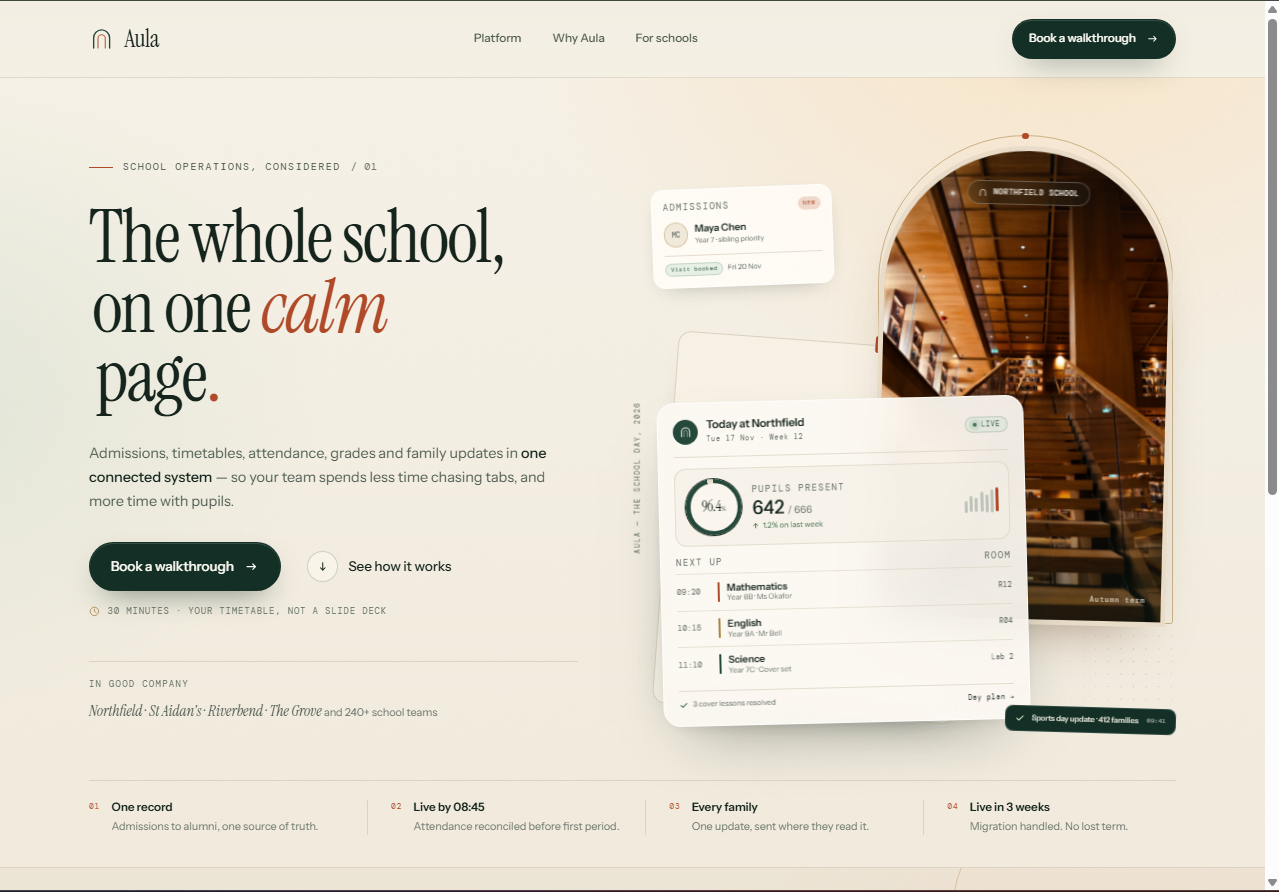 Aula
Platform
Why Aula
For schools
Book a walkthrough →
SCHOOL OPERATIONS, CONSIDERED / 01
The whole school,
on one calm
page.
Admissions, timetables, attendance, grades and family updates in one
connected system — so your team spends less time chasing tabs, and
more time with pupils.
Book a walkthrough →
↓ See how it works
30 MINUTES · YOUR TIMETABLE, NOT A SLIDE DECK
IN GOOD COMPANY
Northfield · St Aidan's · Riverbend · The Grove and 240+ school teams
ADMISSIONS
NEW
MC
Maya Chen
Year 7 · sibling priority
Visit booked
Fri 20 Nov
NORTHFIELD SCHOOL
AULA — THE SCHOOL DAY, 2026
Today at Northfield
Tue 17 Nov · Week 12
LIVE
96.4%
PUPILS PRESENT
642 / 666
↑ 1.2% on last week
NEXT UP
ROOM
09:20
Mathematics
Year 8B · Ms Okafor
R12
10:15
English
Year 9A · Mr Bell
R04
11:10
Science
Year 7C · Cover set
Lab 2
3 cover lessons resolved
Day plan →
Autumn term
Sports day update · 412 families 09:41
01 One record
Admissions to alumni, one source of truth.
02 Live by 08:45
Attendance reconciled before first period.
03 Every family
One update, sent where they read it.
04 Live in 3 weeks
Migration handled. No lost term.